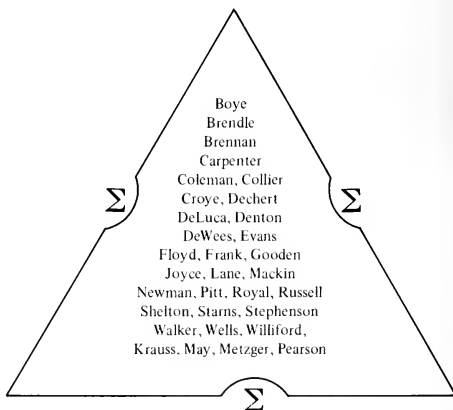 Boye
Brendle
Brennan
Carpenter
Coleman, Collier
Σ Σ
Croye, Dechert
DeLuca, Denton
DeWees, Evans
Floyd, Frank, Gooden
Joyce, Lane, Mackin
Newman, Pitt, Royal, Russell
Shelton, Starns, Stephenson
Walker, Wells, Williford,
Krauss, May, Metzger, Pearson
Σ